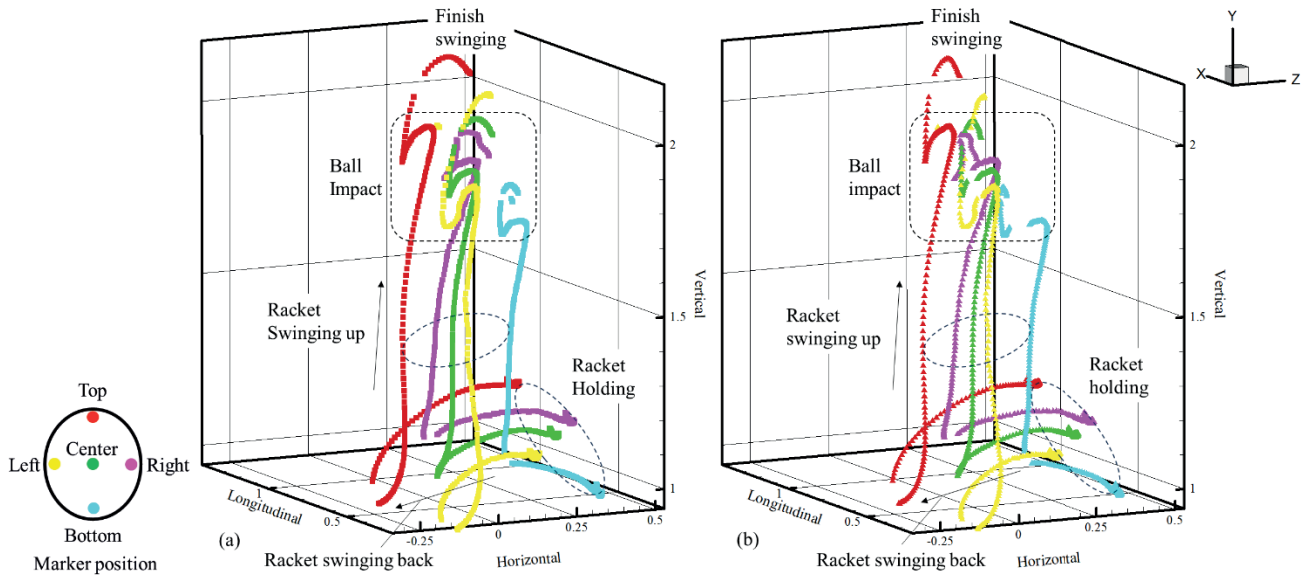 Finish
swinging
Ball
Impact
Racket
Swinging up
Racket
Holding
Vertical
2
1.5
1
Longitudinal
1
0.5
-0.25
0
0.25
0.5
Horizontal
Racket swinging back
(a)
Top
Center
Left
Right
Bottom
Marker position
Finish
swinging
Ball
impact
Racket
swinging up
Racket
holding
Vertical
2
1.5
1
Longitudinal
1
0.5
-0.25
0
0.25
0.5
Horizontal
Racket swinging back
(b)
Y
X
Z